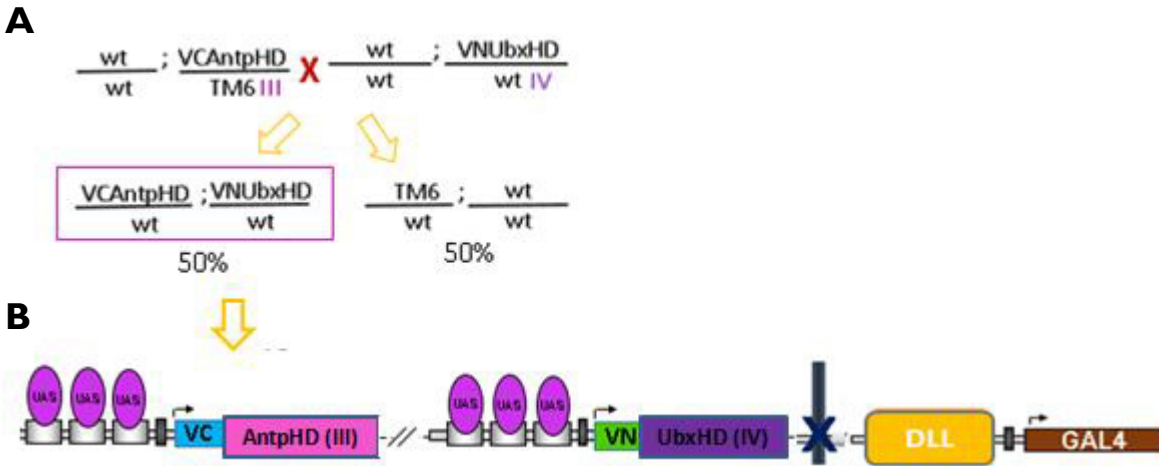 A
wt ; VCAntpHD X wt ; VNUbxHD
wt TM6 III wt wt IV
VCAntpHD ; VNUbxHD TM6 ; wt
wt wt wt wt
50% 50%
B
UAS UAS UAS UAS UAS UAS
VC AntpHD (III) // VN UbxHD (IV) X DLL GAL4